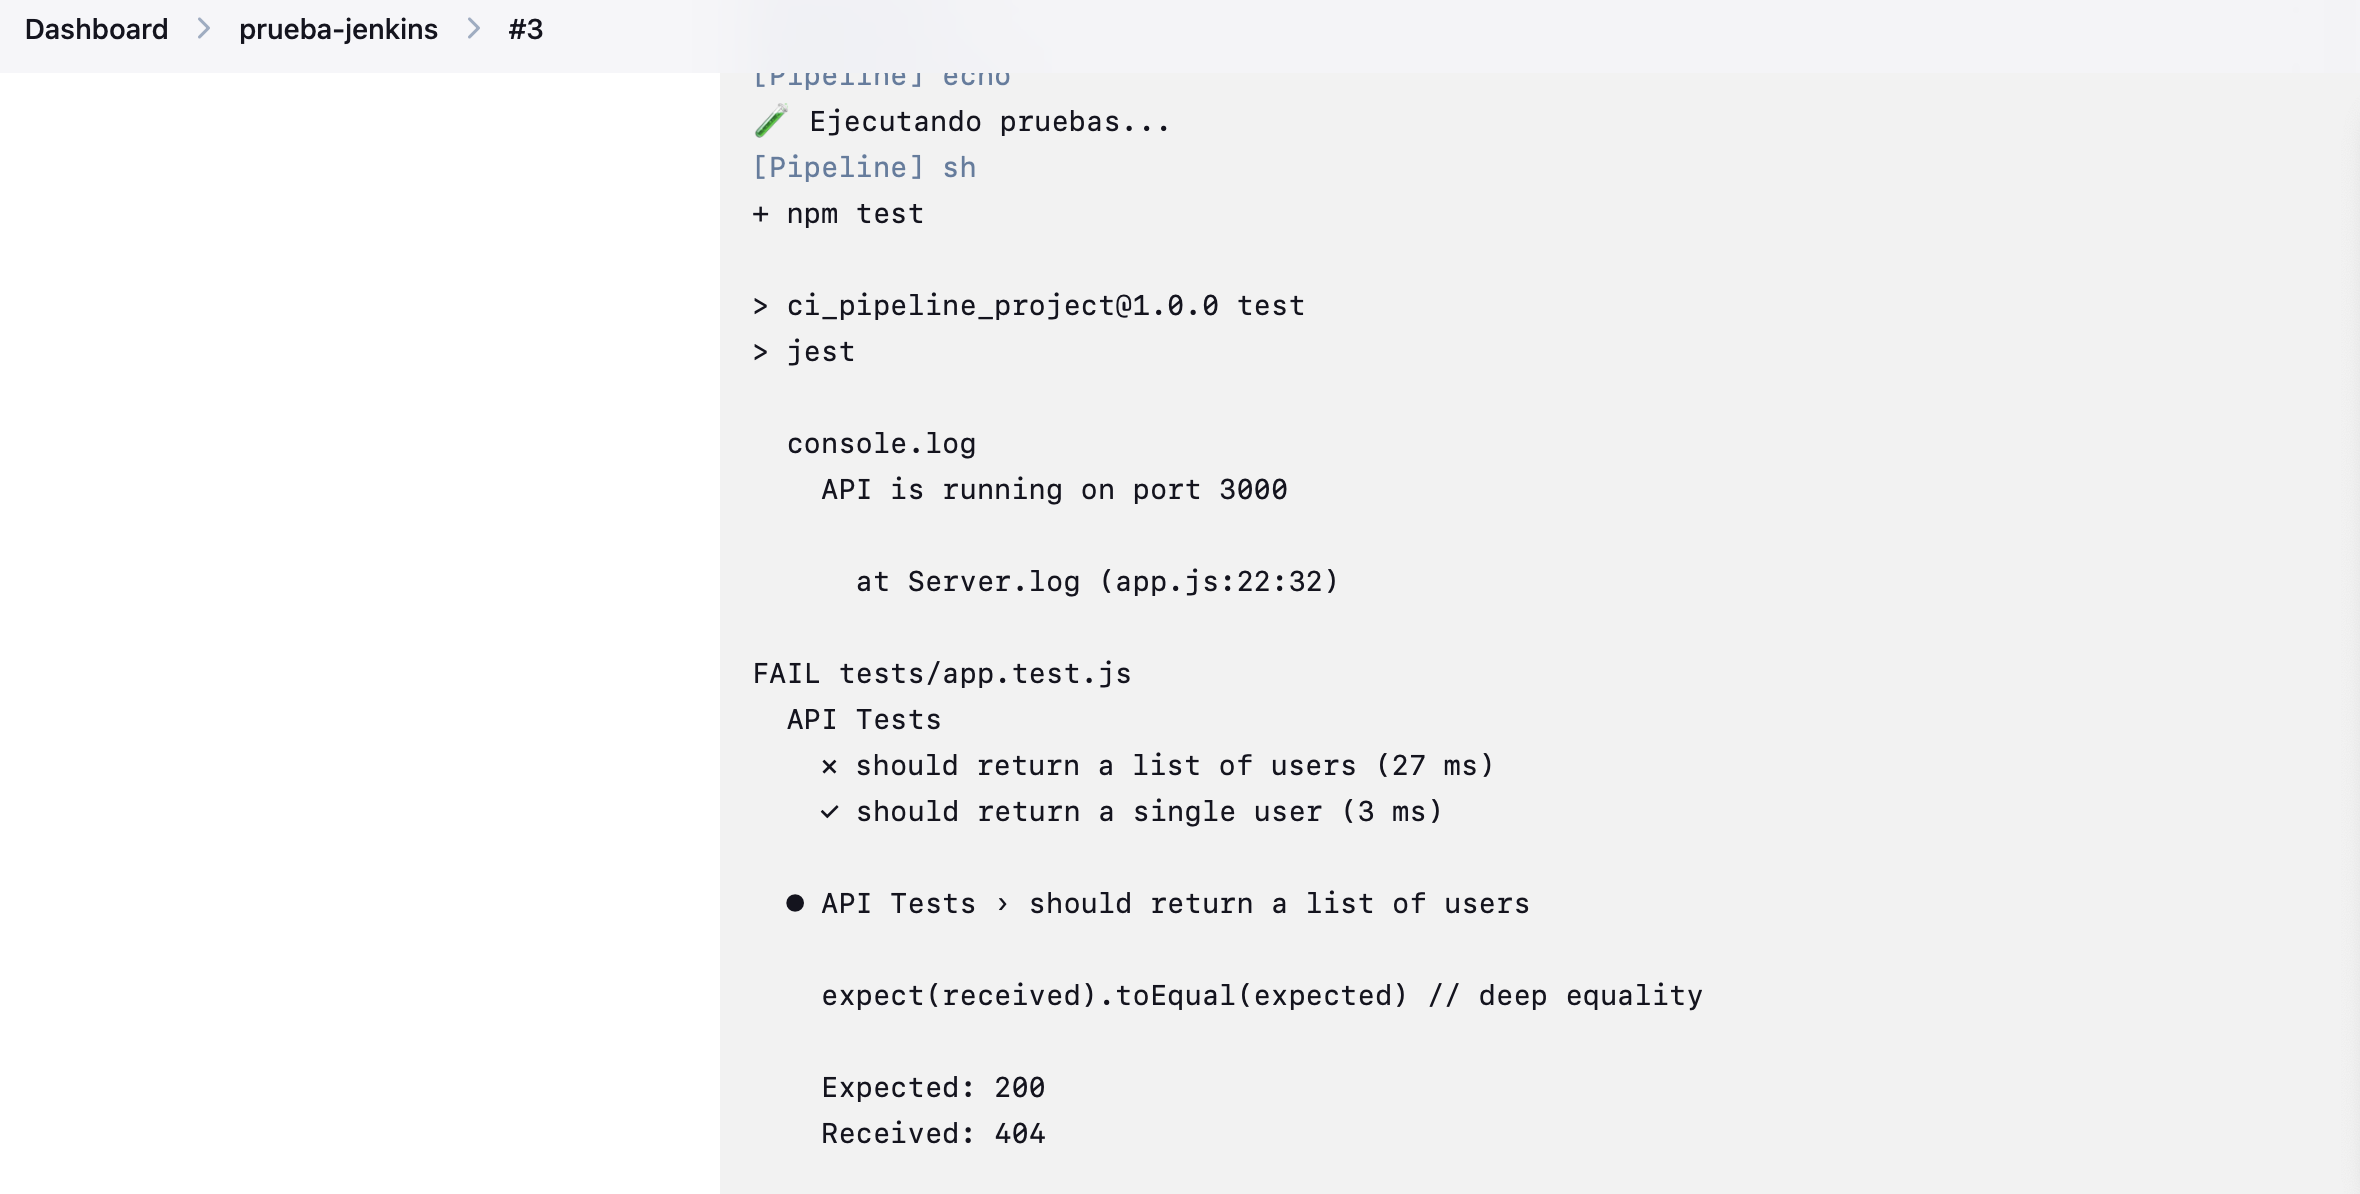 Dashboard > prueba-jenkins > #3
[Pipeline] echo
🧪 Ejecutando pruebas...
[Pipeline] sh
+ npm test
> ci_pipeline_project@1.0.0 test
> jest
console.log
API is running on port 3000
at Server.log (app.js:22:32)
FAIL tests/app.test.js
API Tests
× should return a list of users (27 ms)
✓ should return a single user (3 ms)
● API Tests › should return a list of users
expect(received).toEqual(expected) // deep equality
Expected: 200
Received: 404